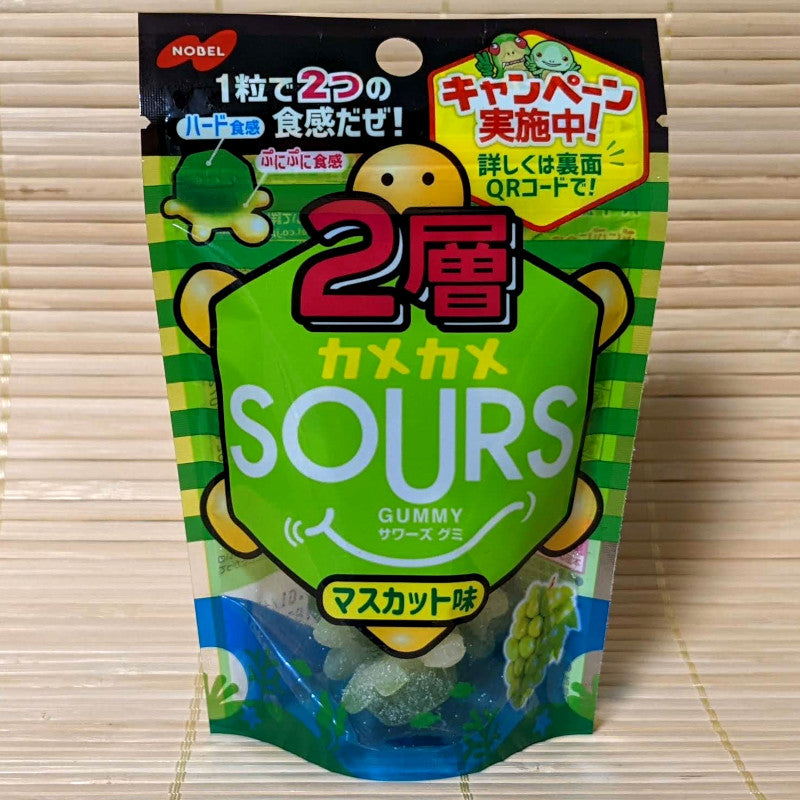 NOBEL
1粒で2つの
食感だぜ!
ハード食感
ぷにぷに食感
キャンペーン
実施中!
詳しくは裏面
QRコードで!
2層
カメカメ
SOURS
GUMMY
サワーズ グミ
マスカット味